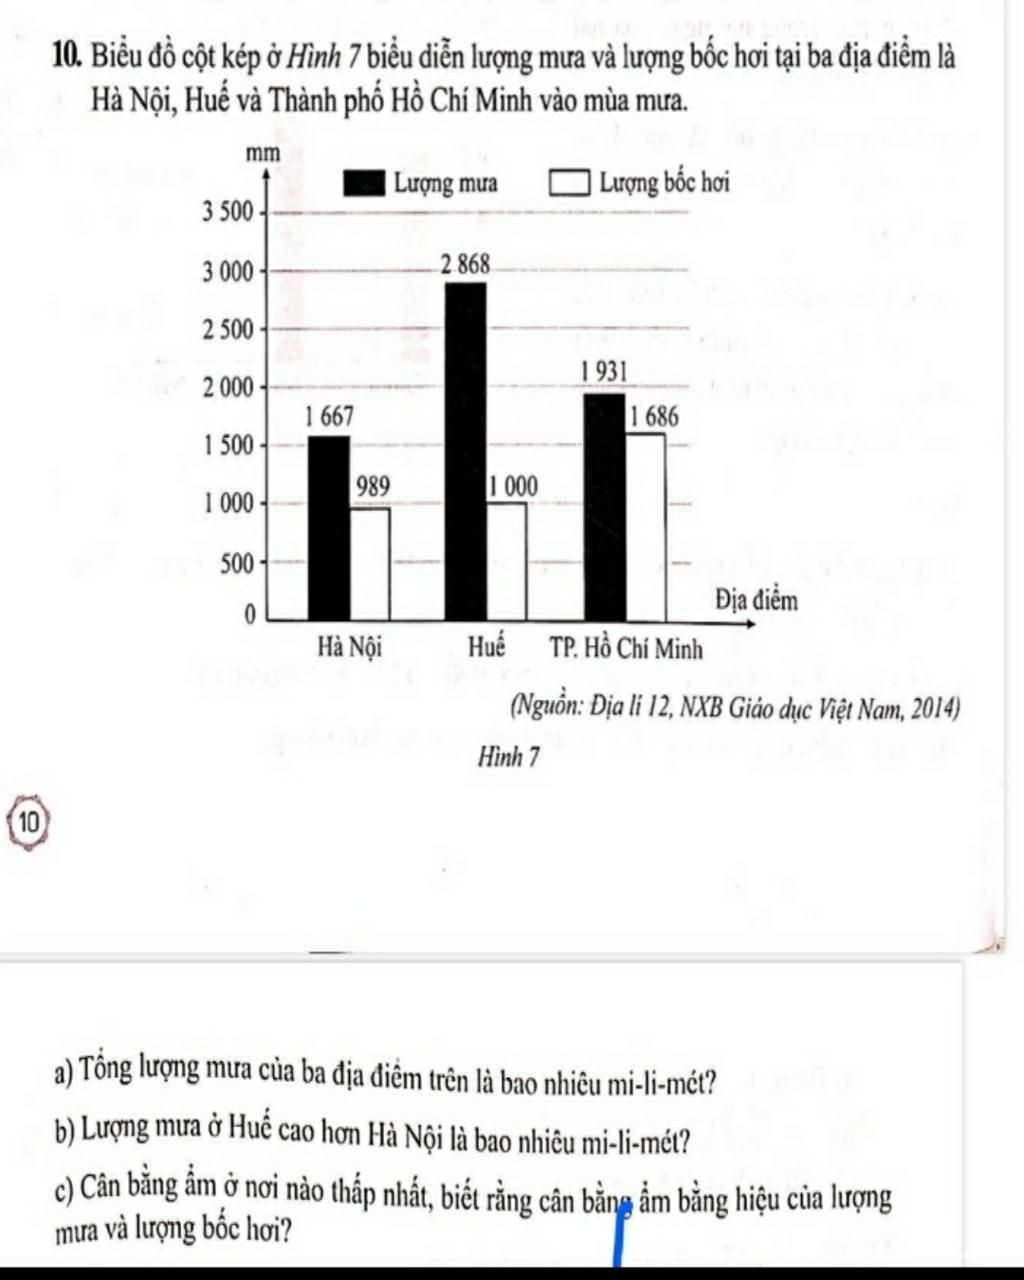 10. Biểu đồ cột kép ở Hình 7 biểu diễn lượng mưa và lượng bốc hơi tại ba địa điểm là
Hà Nội, Huế và Thành phố Hồ Chí Minh vào mùa mưa.
mm
Lượng mưa
Lượng bốc hơi
3 500
3 000
2 868
2 500
2 000
1 931
1 667
1 686
1 500
989
1 000
1 000
500
0
Địa điểm
Hà Nội
Huế
TP. Hồ Chí Minh
(Nguồn: Địa lí 12, NXB Giáo dục Việt Nam, 2014)
Hình 7
10
a) Tổng lượng mưa của ba địa điểm trên là bao nhiêu mi-li-mét?
b) Lượng mưa ở Huế cao hơn Hà Nội là bao nhiêu mi-li-mét?
c) Cân bằng ẩm ở nơi nào thấp nhất, biết rằng cân bằng ẩm bằng hiệu của lượng
mưa và lượng bốc hơi?